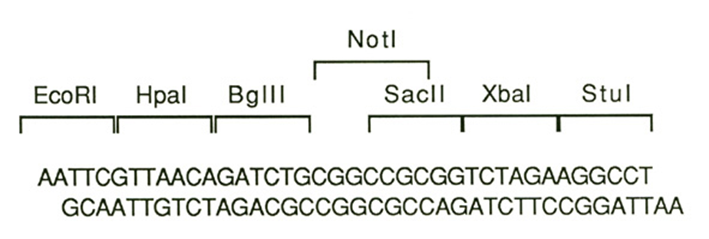 NotI
EcoRI HpaI BglII SacII XbaI StuI
AATTCGTTAACAGATCTGCGGCCGCGGTCTAGAAGGCCT
GCAATTGTCTAGACGCCGGCGCCAGATCTTCCGGATTAA